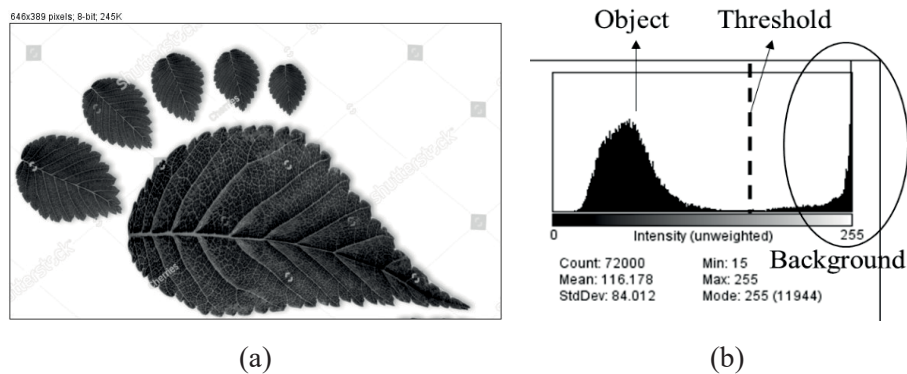 646x389 pixels; 8-bit; 245K
Object
Threshold
0
Intensity (unweighted)
255
Background
Count: 72000
Min: 15
Mean: 116.178
Max: 255
StdDev: 84.012
Mode: 255 (11944)
(a)
(b)